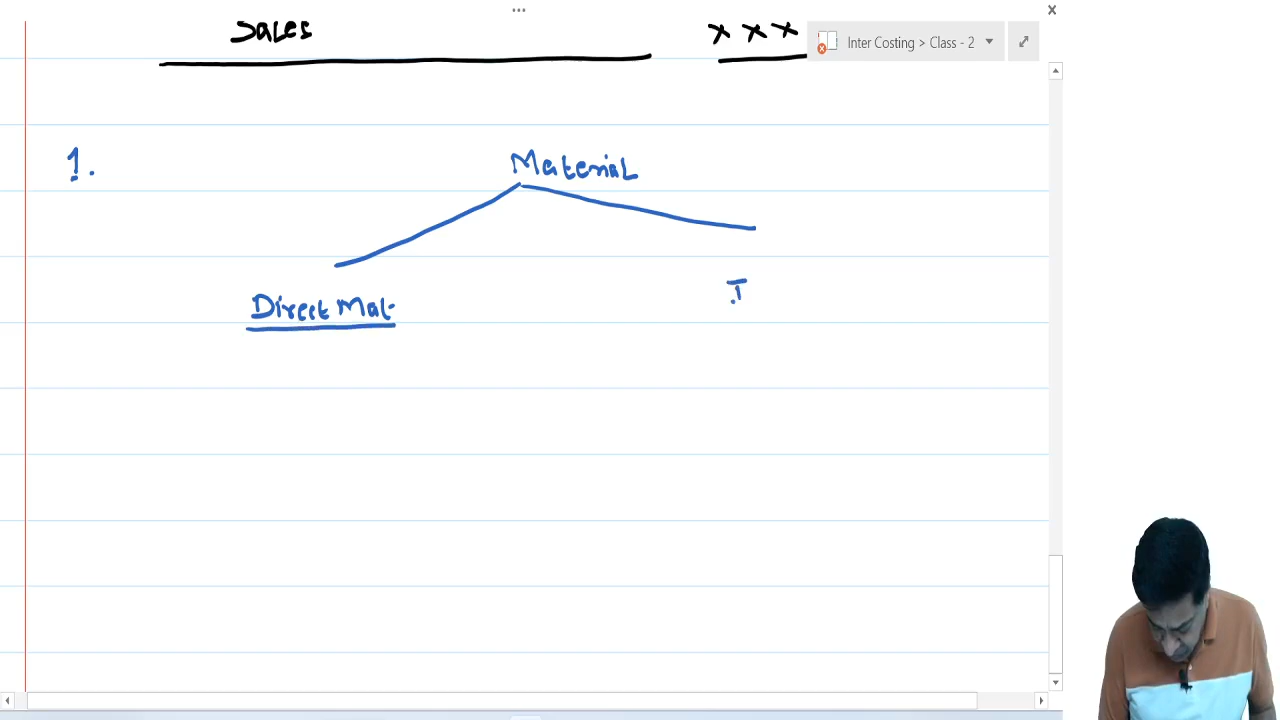 Sales x x x
Inter Costing > Class - 2
1. Material
Direct Mat I